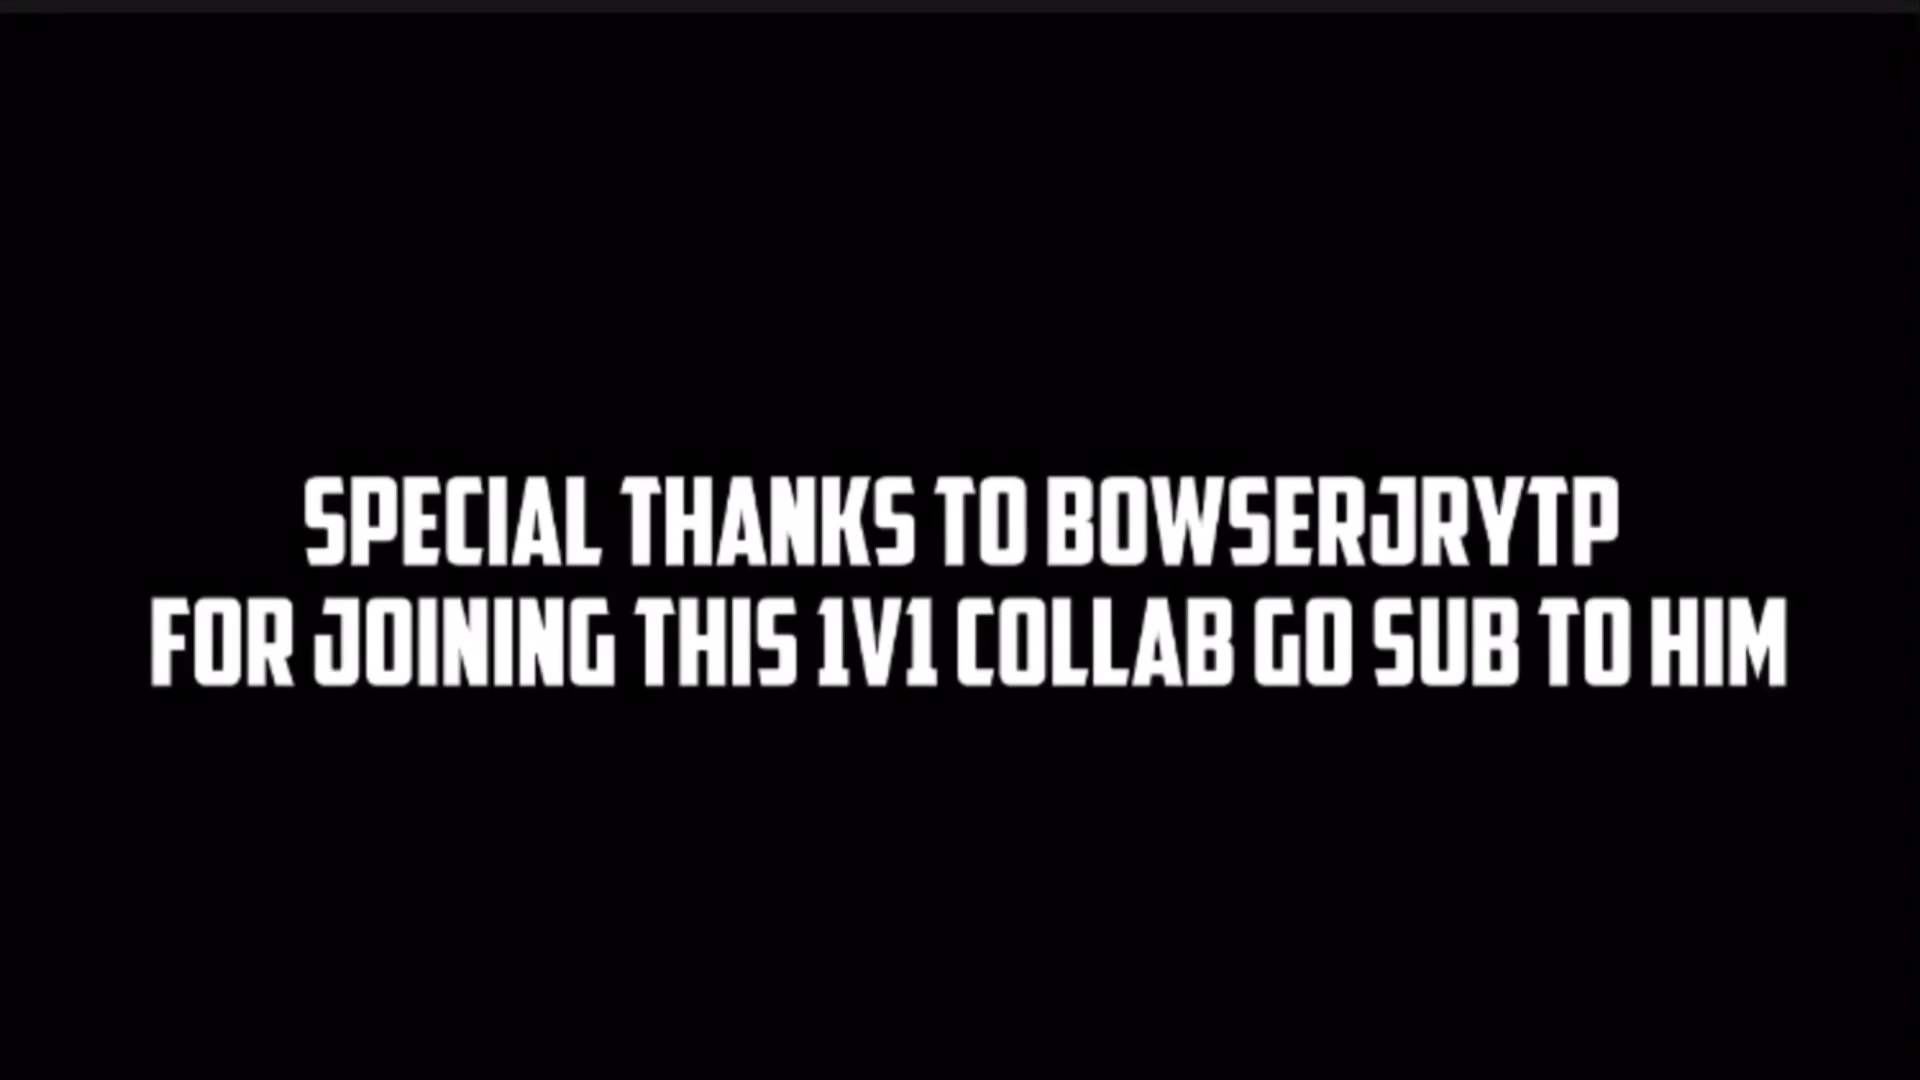 SPECIAL THANKS TO BOWSERJRYTP
FOR JOINING THIS 1V1 COLLAB GO SUB TO HIM